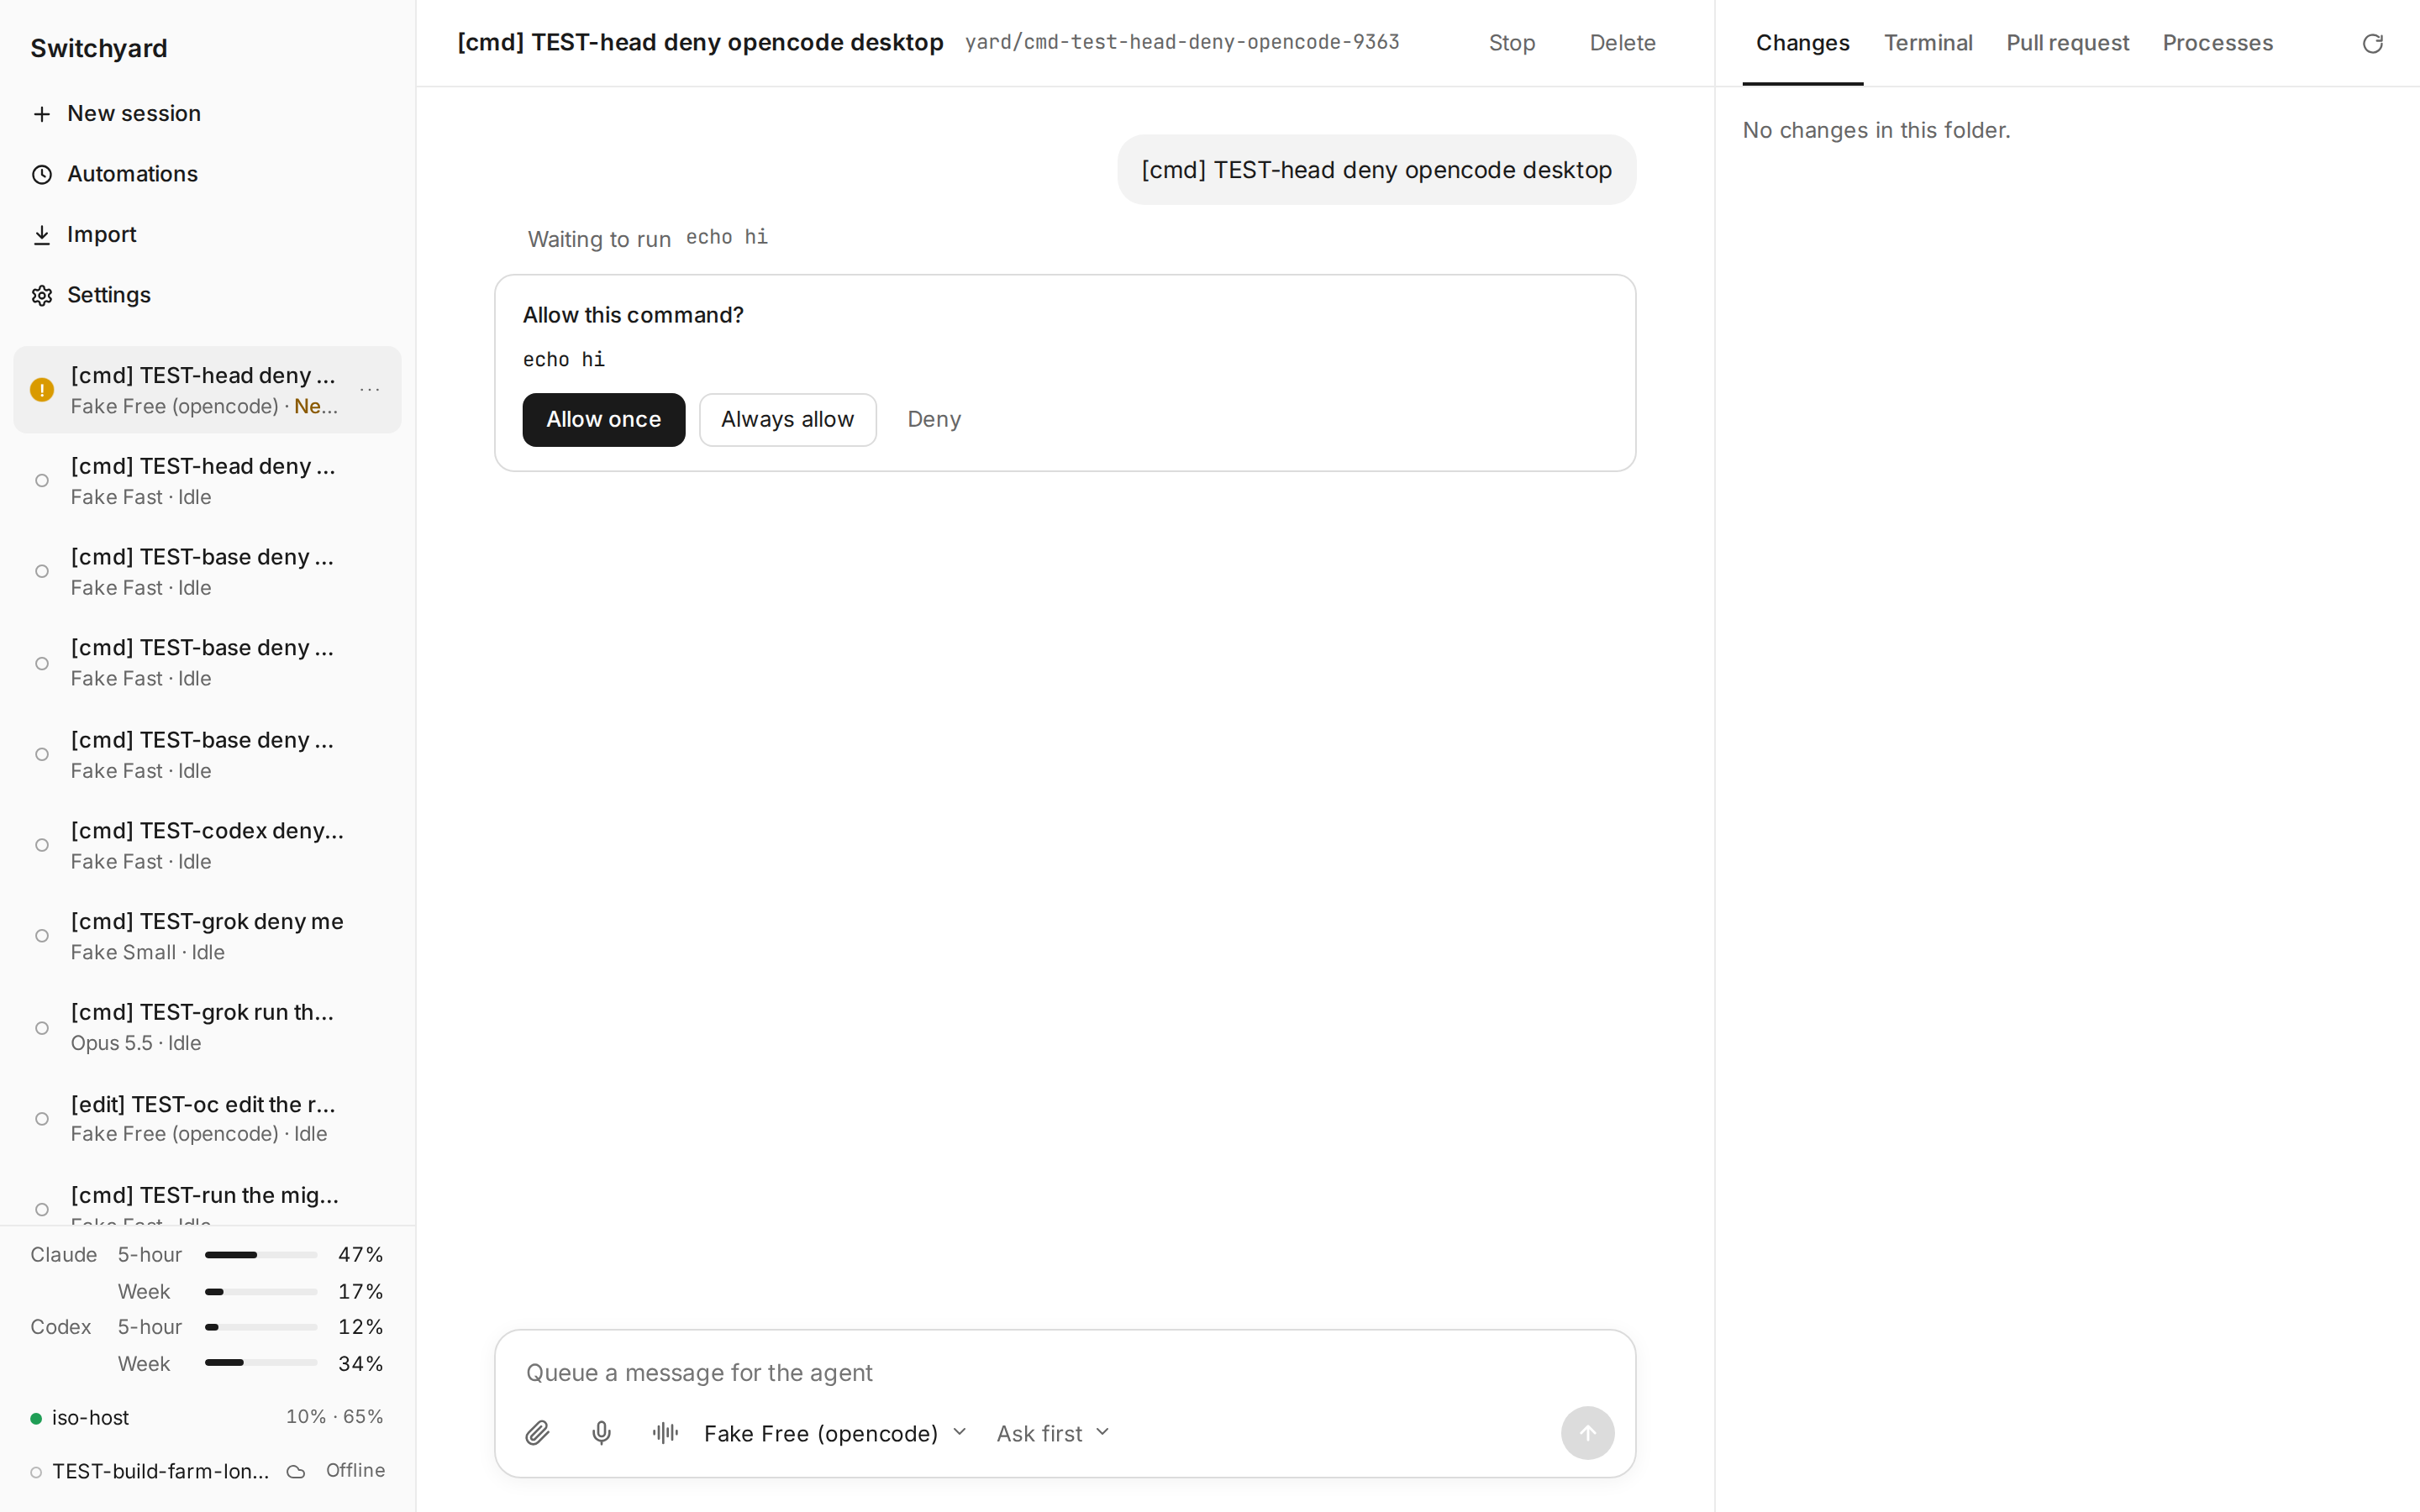 Switchyard
New session
Automations
Import
Settings
[cmd] TEST-head deny ...
Fake Free (opencode) · Ne...
[cmd] TEST-head deny ...
Fake Fast · Idle
[cmd] TEST-base deny ...
Fake Fast · Idle
[cmd] TEST-base deny ...
Fake Fast · Idle
[cmd] TEST-base deny ...
Fake Fast · Idle
[cmd] TEST-codex deny...
Fake Fast · Idle
[cmd] TEST-grok deny me
Fake Small · Idle
[cmd] TEST-grok run th...
Opus 5.5 · Idle
[edit] TEST-oc edit the r...
Fake Free (opencode) · Idle
[cmd] TEST-run the mig...
Fake Fast · Idle
Claude 5-hour 47%
Week 17%
Codex 5-hour 12%
Week 34%
iso-host 10% · 65%
TEST-build-farm-lon... Offline
[cmd] TEST-head deny opencode desktop yard/cmd-test-head-deny-opencode-9363 Stop Delete
[cmd] TEST-head deny opencode desktop
Waiting to run echo hi
Allow this command?
echo hi
Allow once Always allow Deny
Queue a message for the agent
Fake Free (opencode) Ask first
Changes Terminal Pull request Processes
No changes in this folder.